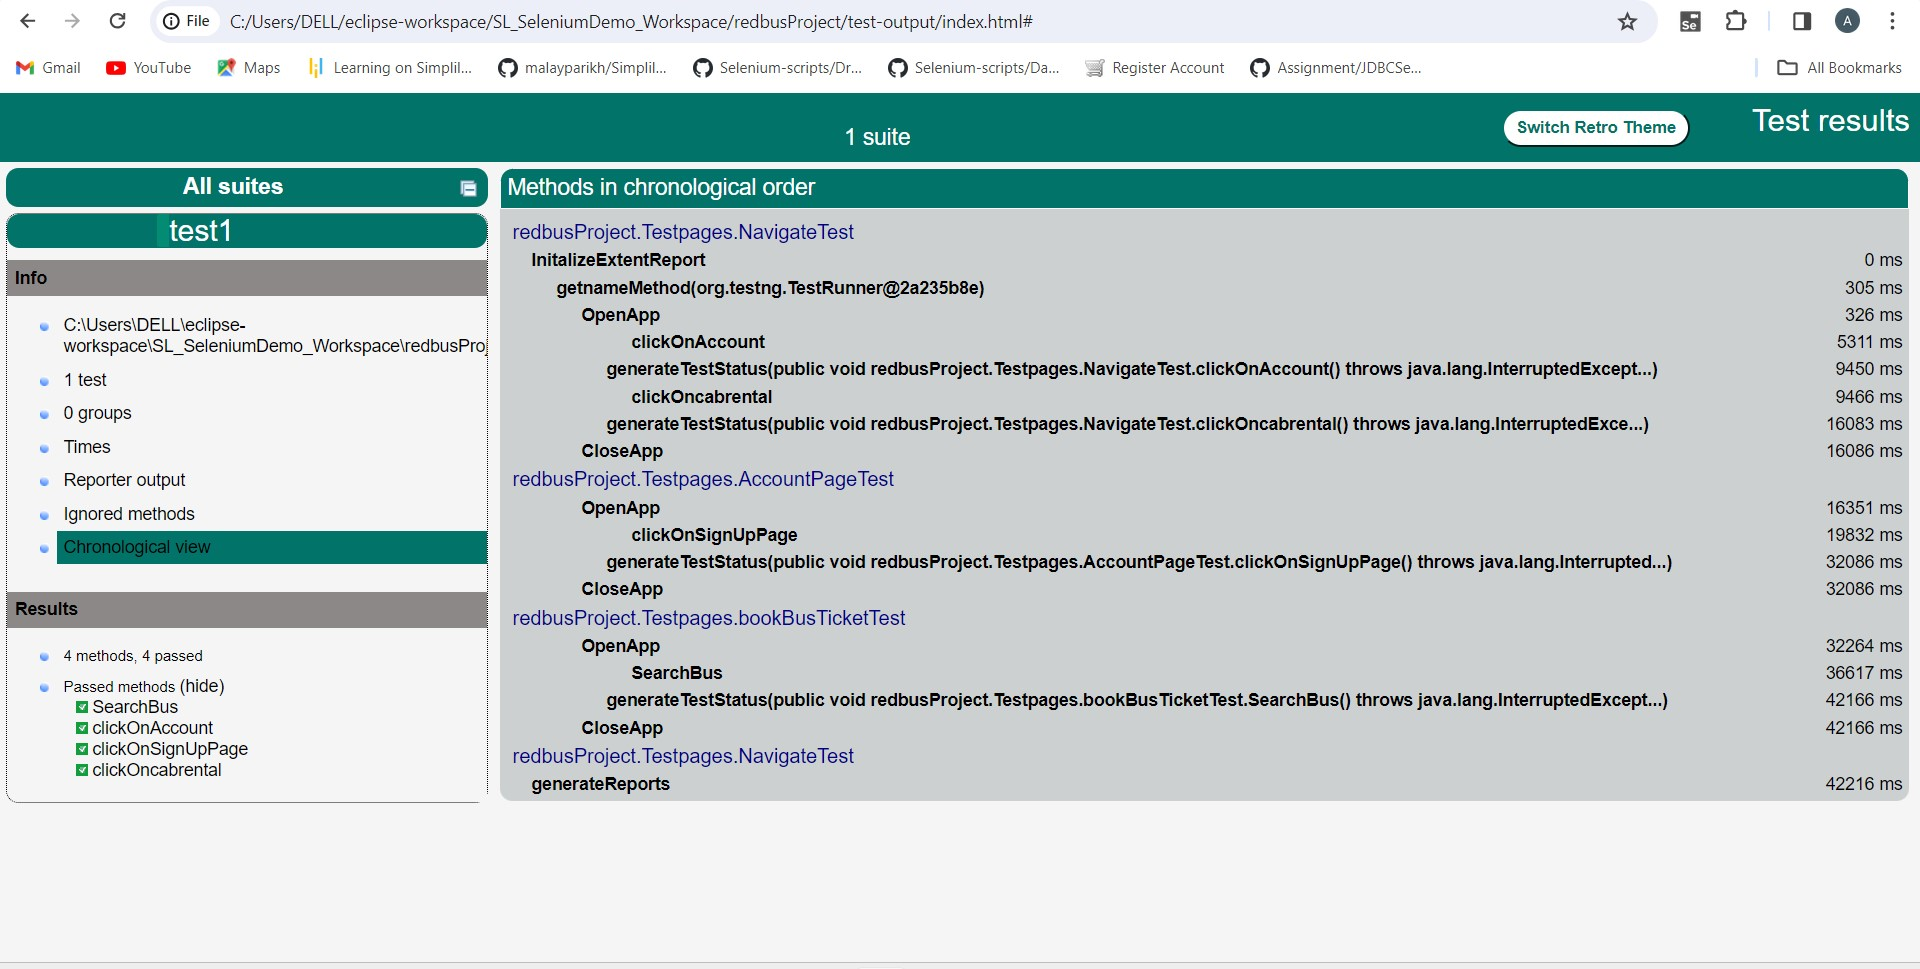 File
C:/Users/DELL/eclipse-workspace/SL_SeleniumDemo_Workspace/redbusProject/test-output/index.html#
Se
A
Gmail
YouTube
Maps
Learning on Simplil...
malayparikh/Simplil...
Selenium-scripts/Dr...
Selenium-scripts/Da...
Register Account
Assignment/JDBCSe...
All Bookmarks
1 suite
Switch Retro Theme
Test results
All suites
test1
Info
C:\Users\DELL\eclipse-
workspace\SL_SeleniumDemo_Workspace\redbusProj
1 test
0 groups
Times
Reporter output
Ignored methods
Chronological view
Results
4 methods, 4 passed
Passed methods (hide)
SearchBus
clickOnAccount
clickOnSignUpPage
clickOncabrental
Methods in chronological order
redbusProject.Testpages.NavigateTest
InitalizeExtentReport 0 ms
getnameMethod(org.testng.TestRunner@2a235b8e) 305 ms
OpenApp 326 ms
clickOnAccount 5311 ms
generateTestStatus(public void redbusProject.Testpages.NavigateTest.clickOnAccount() throws java.lang.InterruptedExcept...) 9450 ms
clickOncabrental 9466 ms
generateTestStatus(public void redbusProject.Testpages.NavigateTest.clickOncabrental() throws java.lang.InterruptedExce...) 16083 ms
CloseApp 16086 ms
redbusProject.Testpages.AccountPageTest
OpenApp 16351 ms
clickOnSignUpPage 19832 ms
generateTestStatus(public void redbusProject.Testpages.AccountPageTest.clickOnSignUpPage() throws java.lang.Interrupted...) 32086 ms
CloseApp 32086 ms
redbusProject.Testpages.bookBusTicketTest
OpenApp 32264 ms
SearchBus 36617 ms
generateTestStatus(public void redbusProject.Testpages.bookBusTicketTest.SearchBus() throws java.lang.InterruptedExcept...) 42166 ms
CloseApp 42166 ms
redbusProject.Testpages.NavigateTest
generateReports 42216 ms